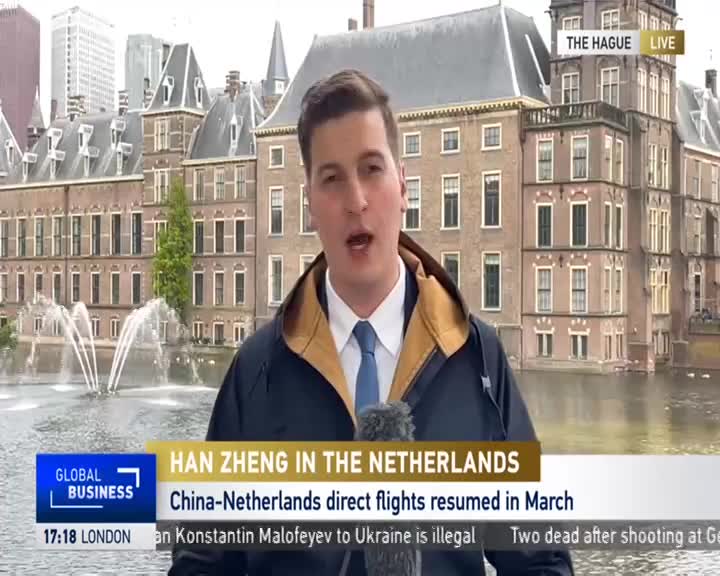 THE HAGUE LIVE
HAN ZHENG IN THE NETHERLANDS
GLOBAL
BUSINESS
China-Netherlands direct flights resumed in March
17:18 LONDON
an Konstantin Malofeyev to Ukraine is illegal Two dead after shooting at